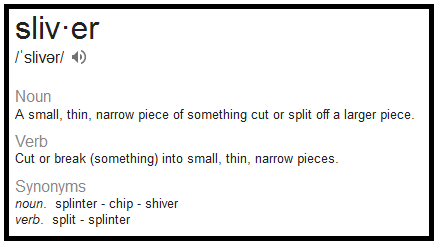 sliv·er
/ˈslivər/
Noun
A small, thin, narrow piece of something cut or split off a larger piece.
Verb
Cut or break (something) into small, thin, narrow pieces.
Synonyms
noun. splinter - chip - shiver
verb. split - splinter